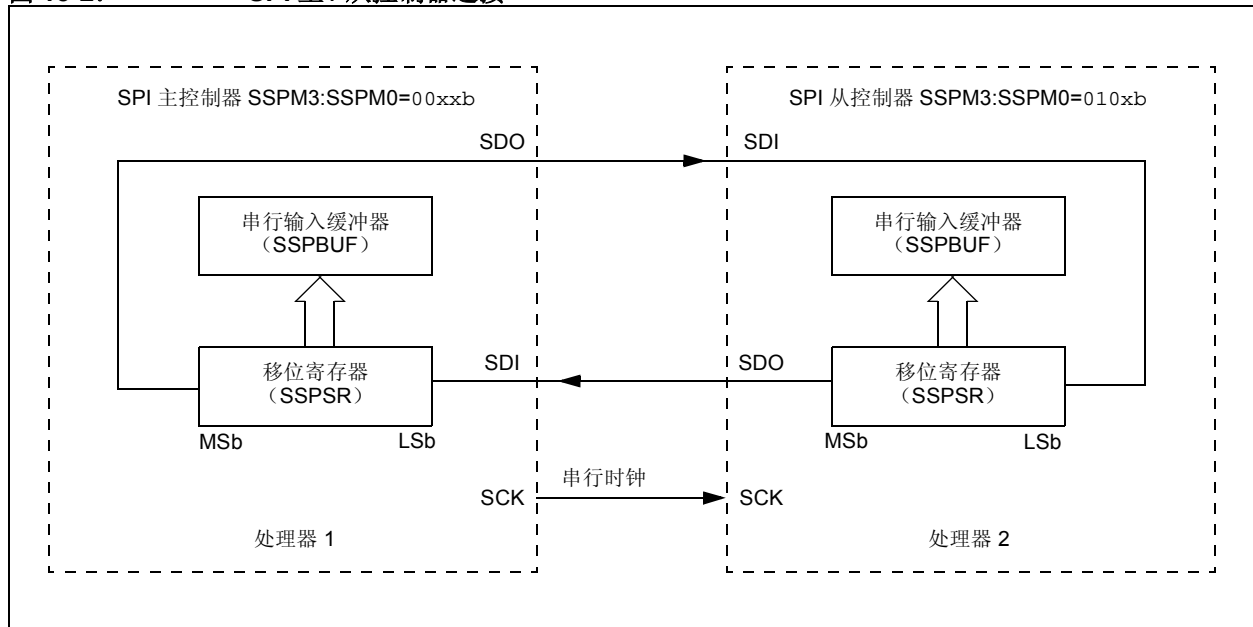 SPI 主控制器 SSPM3:SSPM0=00xxb
SPI 从控制器 SSPM3:SSPM0=010xb
SDO
SDI
串行输入缓冲器
（SSPBUF）
串行输入缓冲器
（SSPBUF）
移位寄存器
（SSPSR）
SDI
SDO
移位寄存器
（SSPSR）
MSb
LSb
MSb
LSb
串行时钟
SCK
SCK
处理器 1
处理器 2